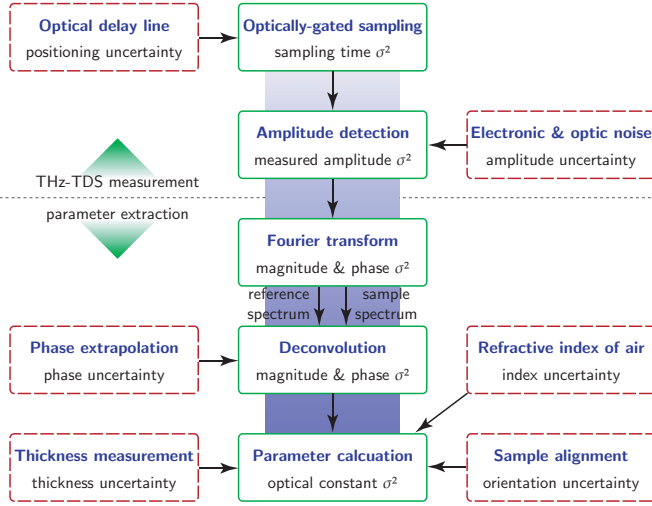 Optical delay line
positioning uncertainty
Optically-gated sampling
sampling time σ²
Amplitude detection
measured amplitude σ²
Electronic & optic noise
amplitude uncertainty
THz-TDS measurement
parameter extraction
Fourier transform
magnitude & phase σ²
reference
spectrum
sample
spectrum
Phase extrapolation
phase uncertainty
Deconvolution
magnitude & phase σ²
Refractive index of air
index uncertainty
Thickness measurement
thickness uncertainty
Parameter calcuation
optical constant σ²
Sample alignment
orientation uncertainty